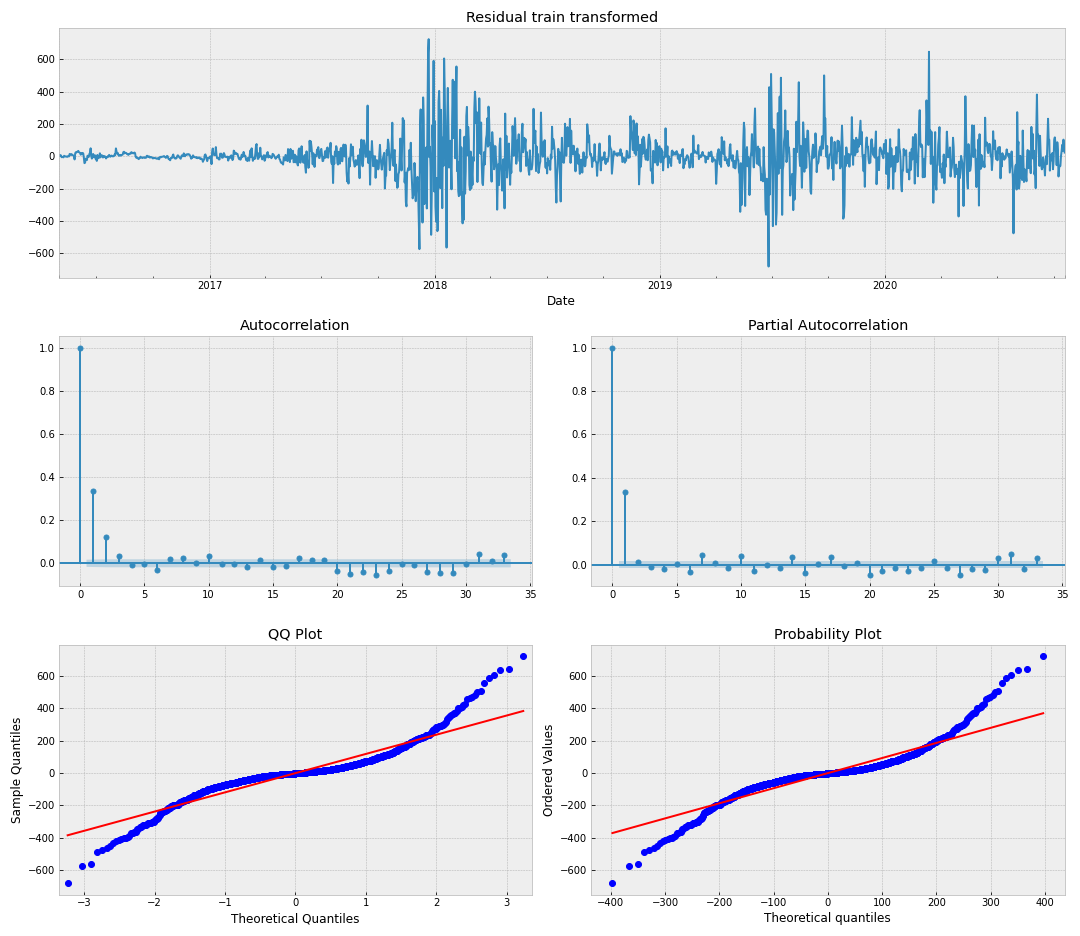 Residual train transformed
600
400
200
0
−200
−400
−600
2017 2018 2019 2020
Date
Autocorrelation Partial Autocorrelation
1.0 1.0
0.8 0.8
0.6 0.6
0.4 0.4
0.2 0.2
0.0 0.0
0 5 10 15 20 25 30 35 0 5 10 15 20 25 30 35
QQ Plot Probability Plot
Sample Quantiles
600
400
200
0
−200
−400
−600
−3 −2 −1 0 1 2 3
Theoretical Quantiles
Ordered Values
600
400
200
0
−200
−400
−600
−400 −300 −200 −100 0 100 200 300 400
Theoretical quantiles